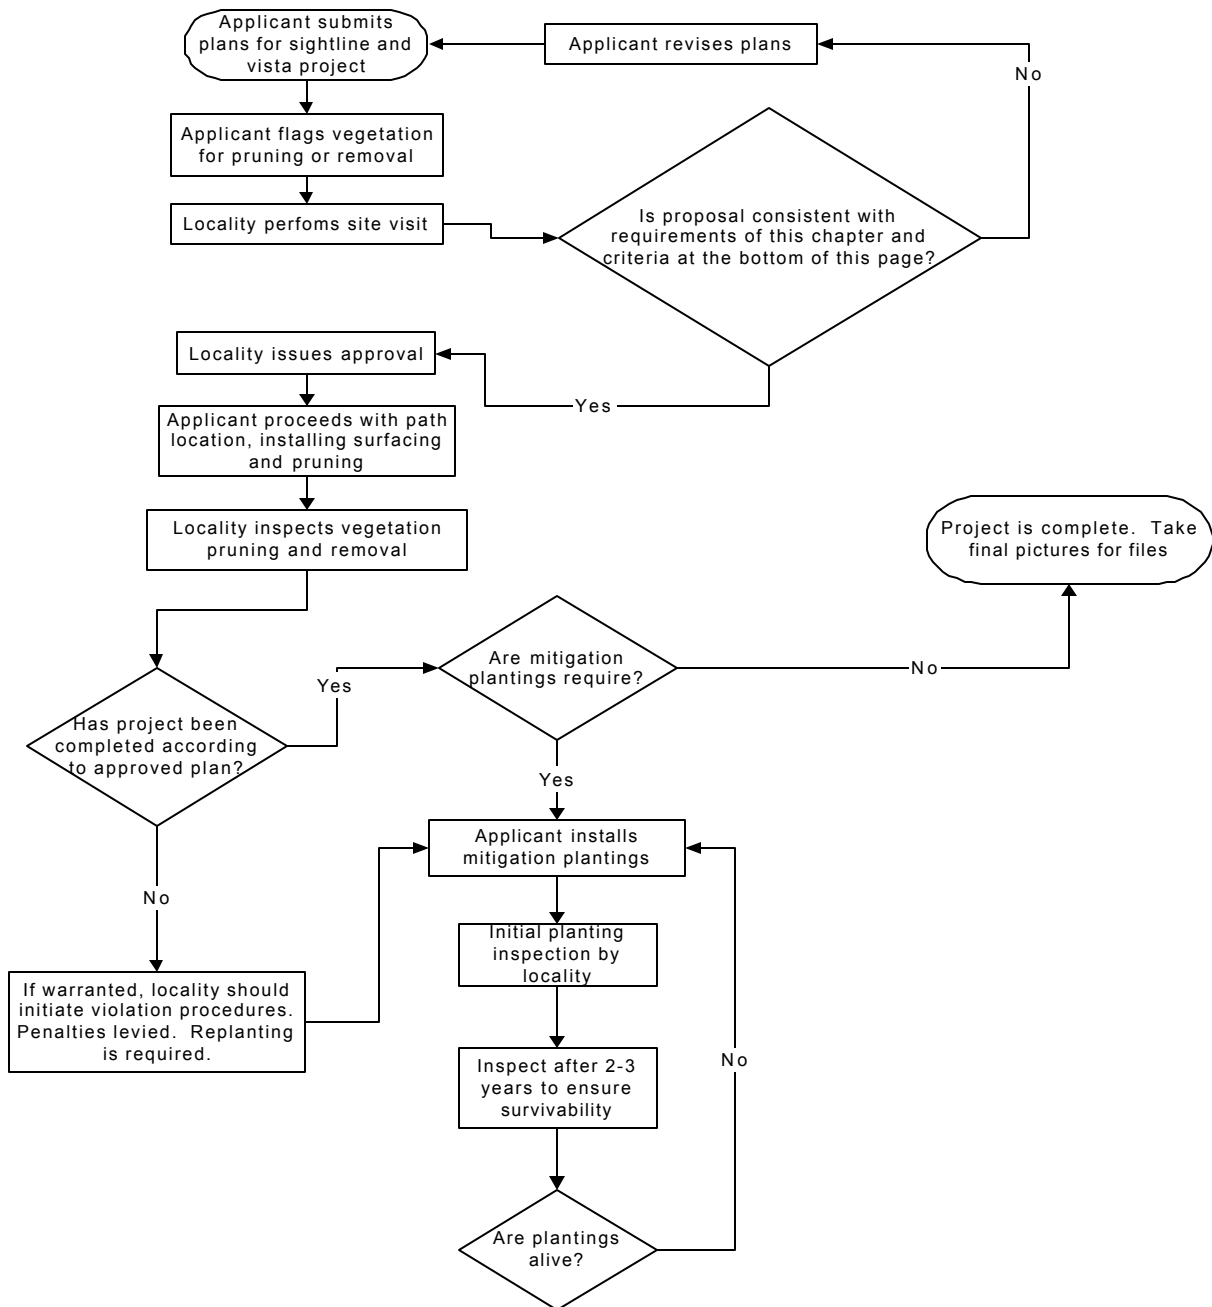 Applicant submits
plans for sightline and
vista project
Applicant revises plans
No
Applicant flags vegetation
for pruning or removal
Locality perfoms site visit
Is proposal consistent with
requirements of this chapter and
criteria at the bottom of this page?
Locality issues approval
Yes
Applicant proceeds with path
location, installing surfacing
and pruning
Locality inspects vegetation
pruning and removal
Project is complete. Take
final pictures for files
Are mitigation
plantings require?
No
Yes
Has project been
completed according
to approved plan?
Yes
Applicant installs
mitigation plantings
No
Initial planting
inspection by
locality
If warranted, locality should
initiate violation procedures.
Penalties levied. Replanting
is required.
No
Inspect after 2-3
years to ensure
survivability
Are plantings
alive?